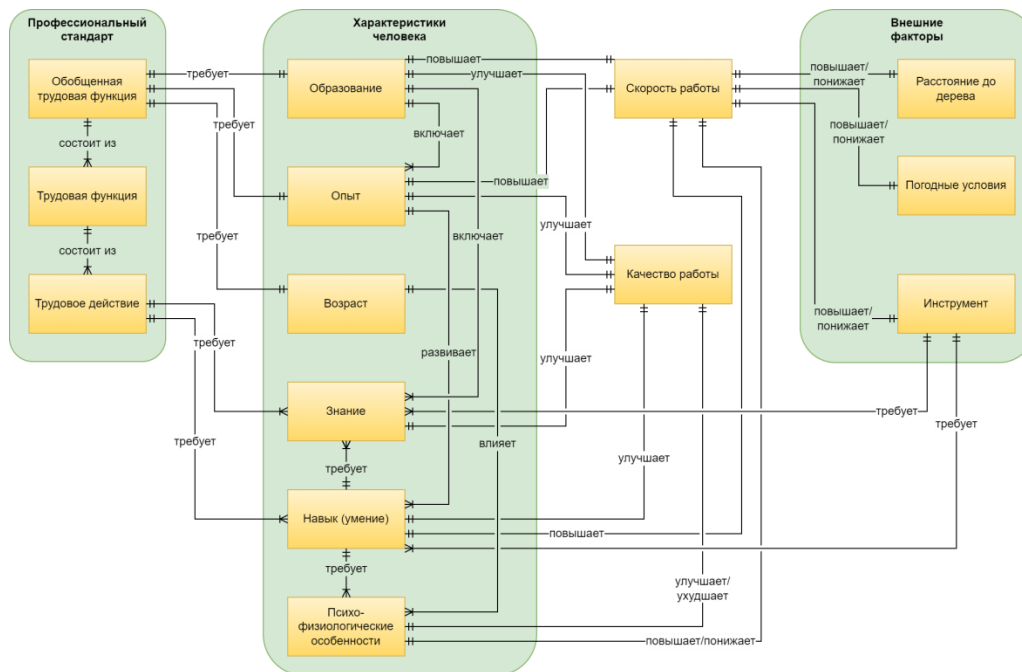 Профессиональный
стандарт
Характеристики
человека
Внешние
факторы
Обобщенная
трудовая функция
требует
Образование
повышает
улучшает
Скорость работы
повышает/
понижает
Расстояние до
дерева
требует
включает
повышает/
понижает
состоит из
Трудовая функция
Опыт
повышает
Погодные условия
требует
включает
улучшает
состоит из
Трудовое действие
Возраст
Качество работы
Инструмент
повышает/
понижает
требует
развивает
улучшает
Знание
требует
требует
требует
влияет
требует
улучшает
Навык (умение)
повышает
требует
улучшает/
ухудшает
Психо-
физиологические
особенности
повышает/понижает